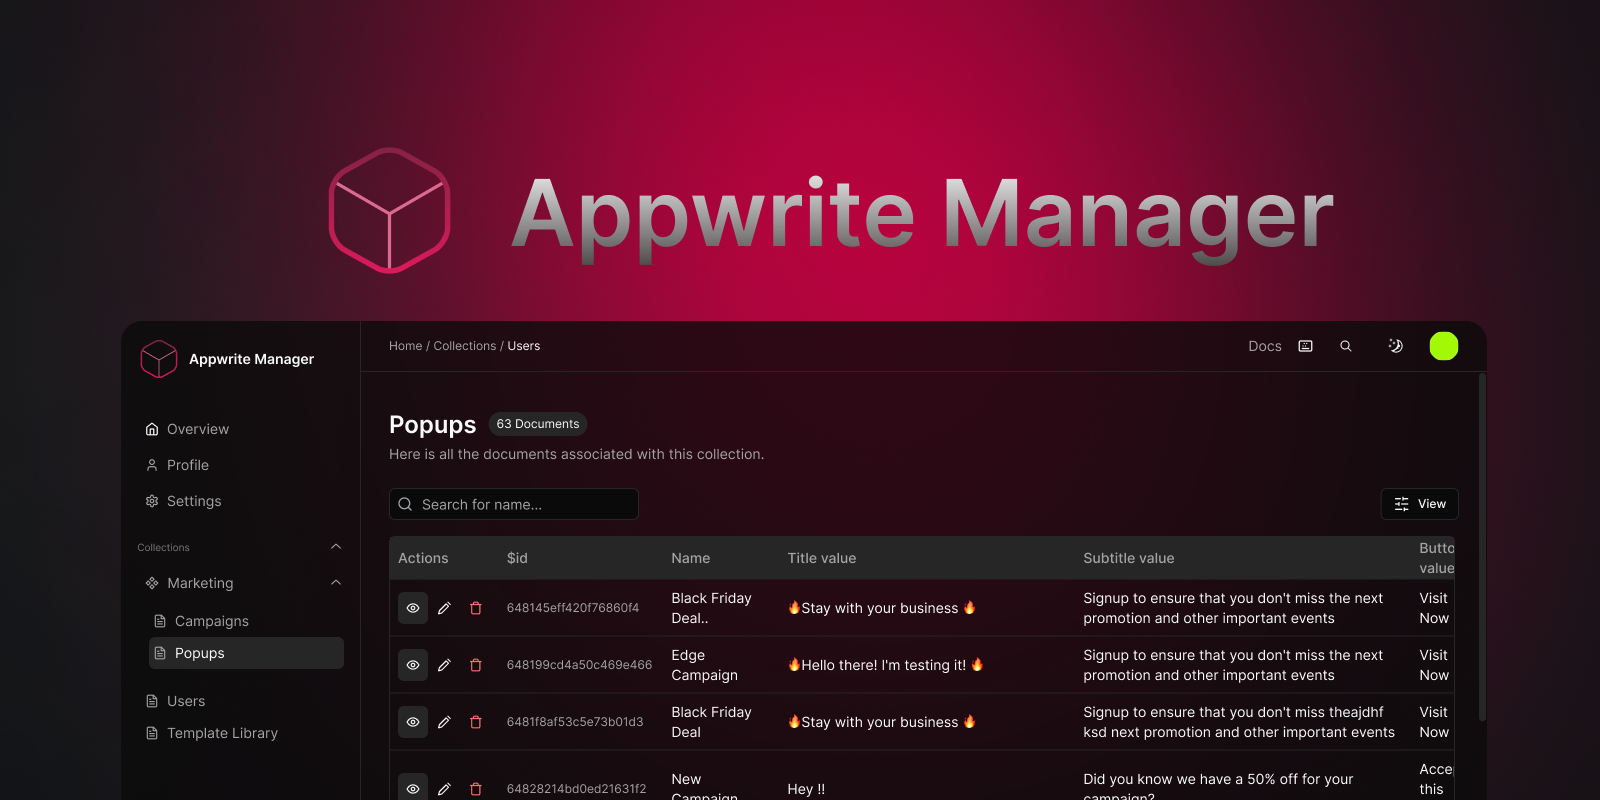 Appwrite Manager
Appwrite Manager
Home / Collections / Users
Docs
Overview
Profile
Settings
Collections
Marketing
Campaigns
Popups
Users
Template Library
Popups
63 Documents
Here is all the documents associated with this collection.
Search for name...
View
Actions
$id
Name
Title value
Subtitle value
Butto
value
648145eff420f76860f4
Black Friday
Deal..
🔥Stay with your business 🔥
Signup to ensure that you don't miss the next
promotion and other important events
Visit
Now
648199cd4a50c469e466
Edge
Campaign
🔥Hello there! I'm testing it! 🔥
Signup to ensure that you don't miss the next
promotion and other important events
Visit
Now
6481f8af53c5e73b01d3
Black Friday
Deal
🔥Stay with your business 🔥
Signup to ensure that you don't miss theajdhf
ksd next promotion and other important events
Visit
Now
64828214bd0ed21631f2
New
Campaign
Hey !!
Did you know we have a 50% off for your
campaign?
Acce
this